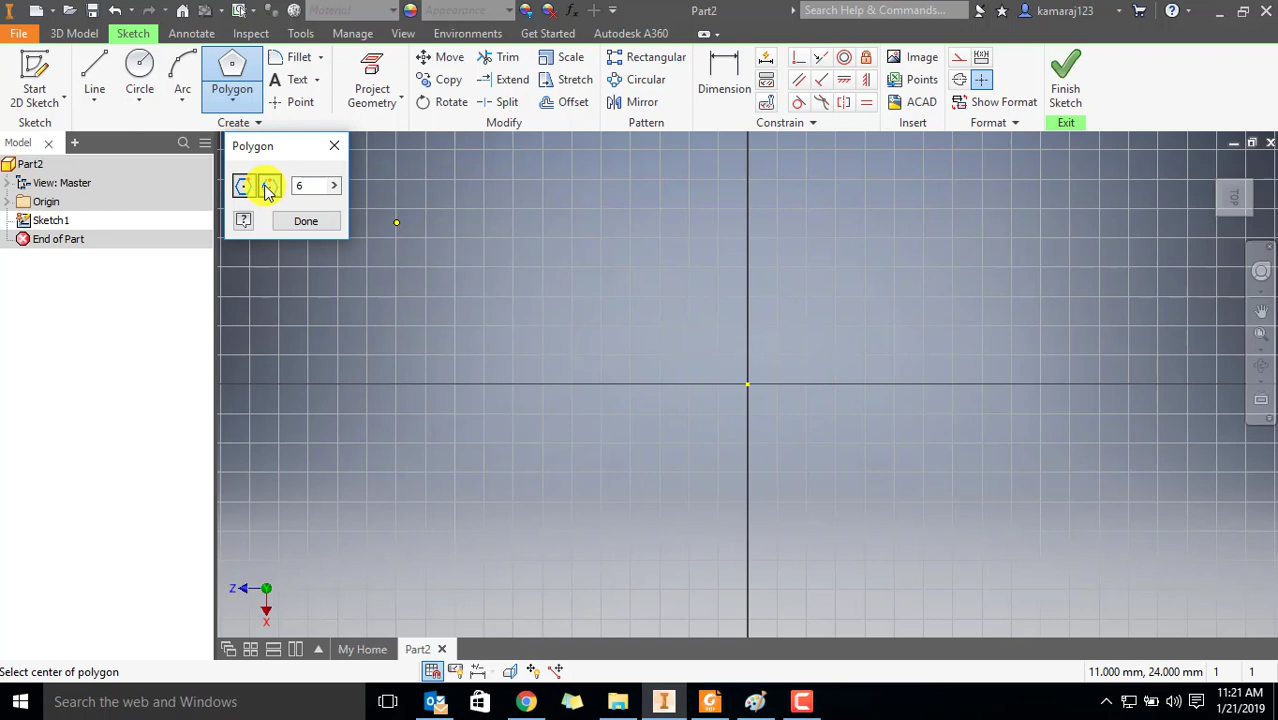 Material
Appearance
Part2
Search Help & Commands...
kamaraj123
File
3D Model
Sketch
Annotate
Inspect
Tools
Manage
View
Environments
Get Started
Autodesk A360
Start
2D Sketch
Line
Circle
Arc
Polygon
Fillet
Text
Point
Project
Geometry
Move
Copy
Rotate
Trim
Extend
Split
Scale
Stretch
Offset
Rectangular
Circular
Mirror
Dimension
Image
Points
ACAD
Show Format
Finish
Sketch
Sketch
Create
Modify
Pattern
Constrain
Insert
Format
Exit
Model
Part2
View: Master
Origin
Sketch1
End of Part
Polygon
6
Done
TOP
Z
X
My Home
Part2
Select center of polygon
11.000 mm, 24.000 mm
1
1
Search the web and Windows
11:21 AM
1/21/2019